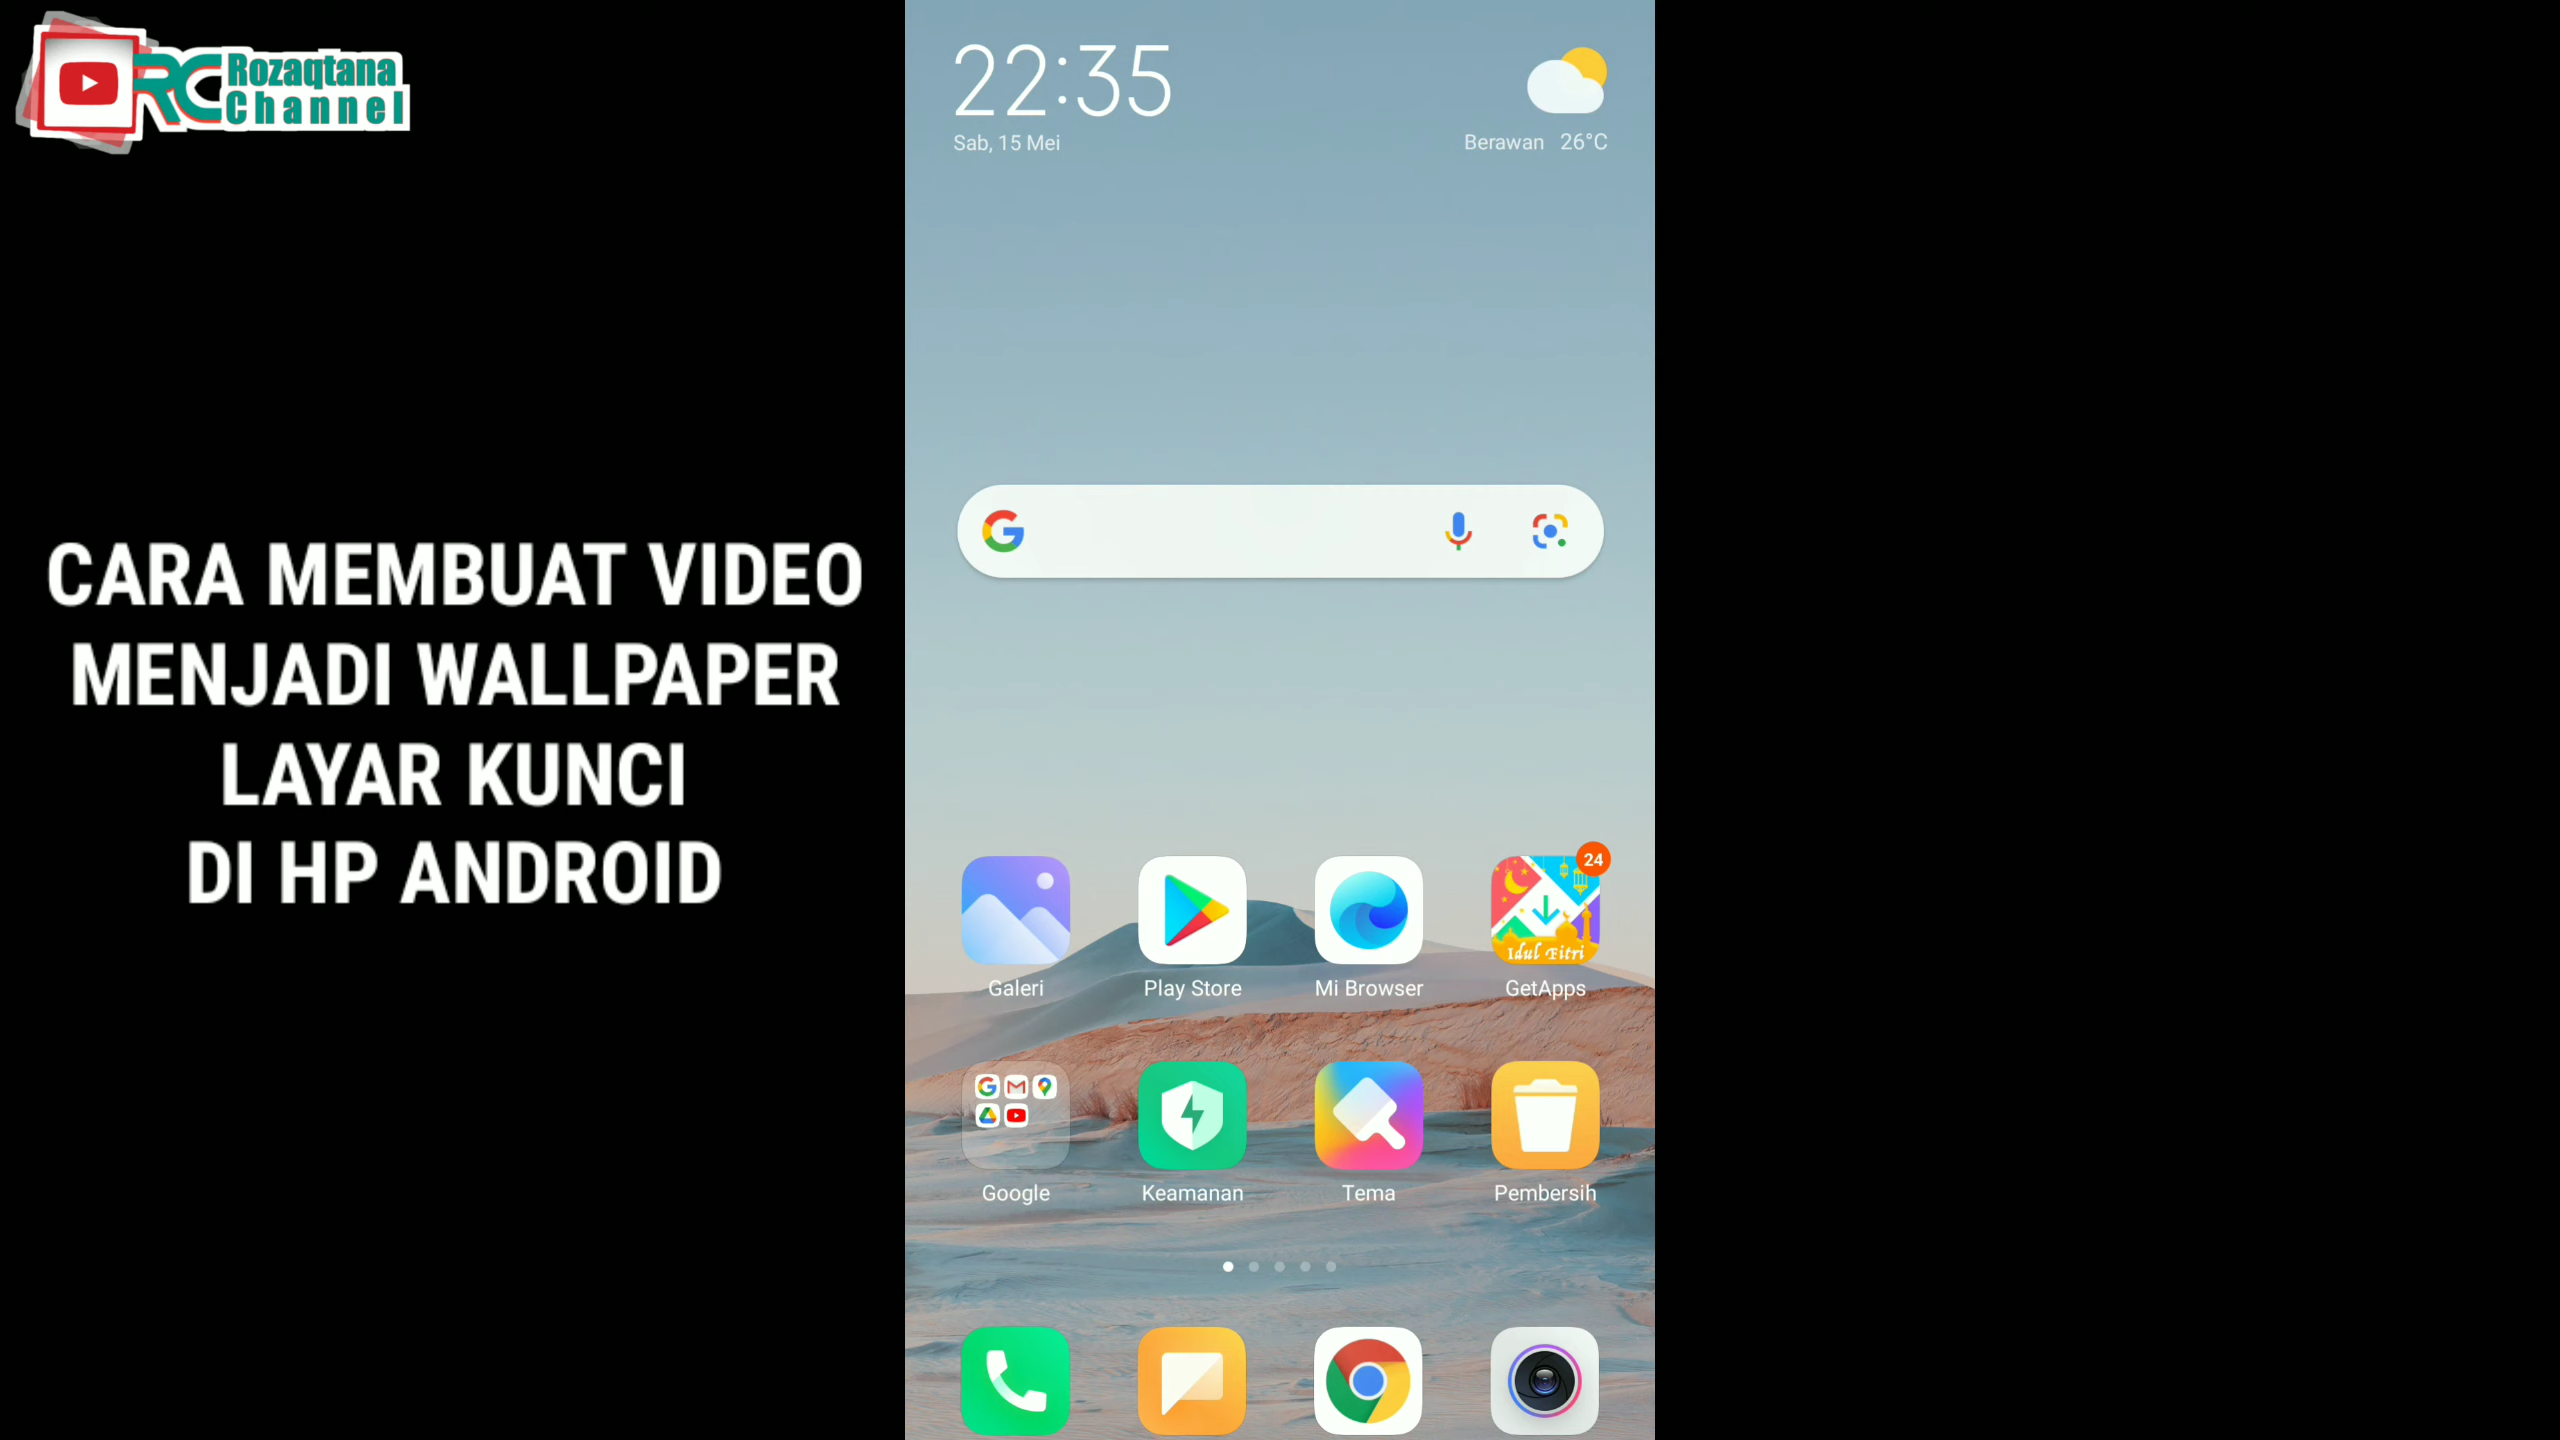 RC Rozaqtana
Channel
CARA MEMBUAT VIDEO
MENJADI WALLPAPER
LAYAR KUNCI
DI HP ANDROID
22:35
Sab, 15 Mei
Berawan 26°C
24
Idul Fitri
Galeri
Play Store
Mi Browser
GetApps
Google
Keamanan
Tema
Pembersih